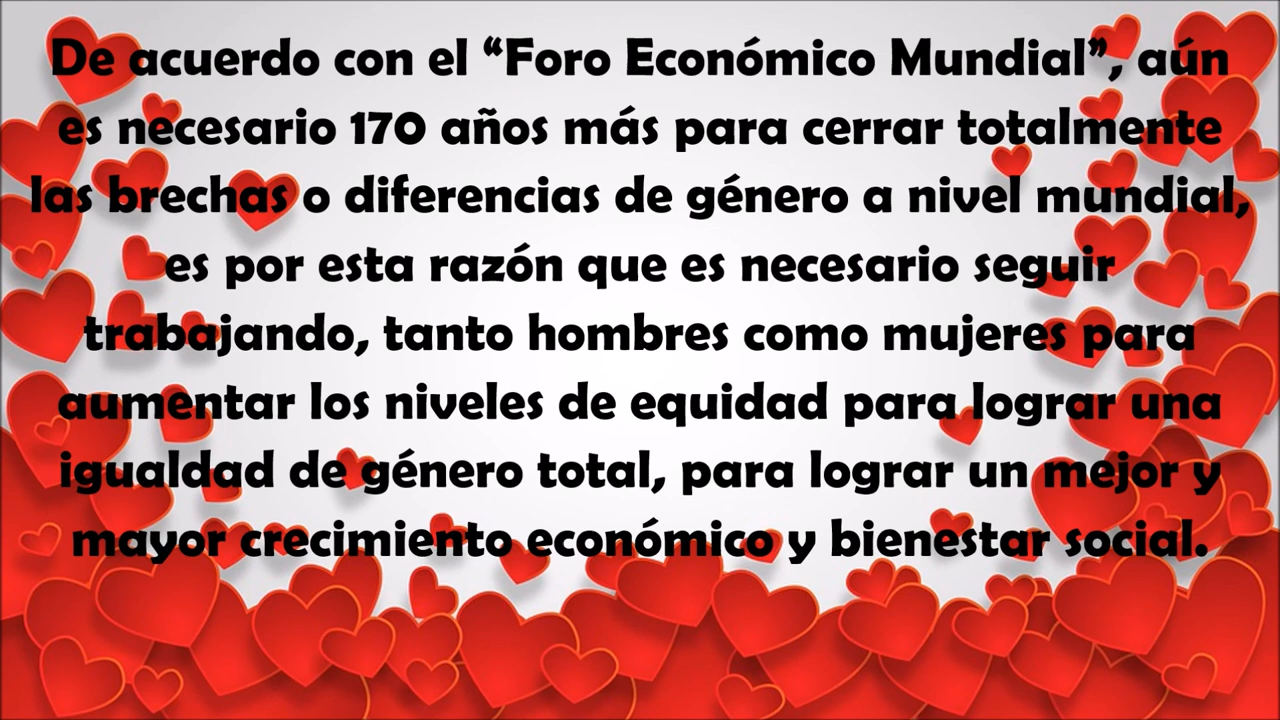 De acuerdo con el “Foro Económico Mundial”, aún
es necesario 170 años más para cerrar totalmente
las brechas o diferencias de género a nivel mundial,
es por esta razón que es necesario seguir
trabajando, tanto hombres como mujeres para
aumentar los niveles de equidad para lograr una
igualdad de género total, para lograr un mejor y
mayor crecimiento económico y bienestar social.